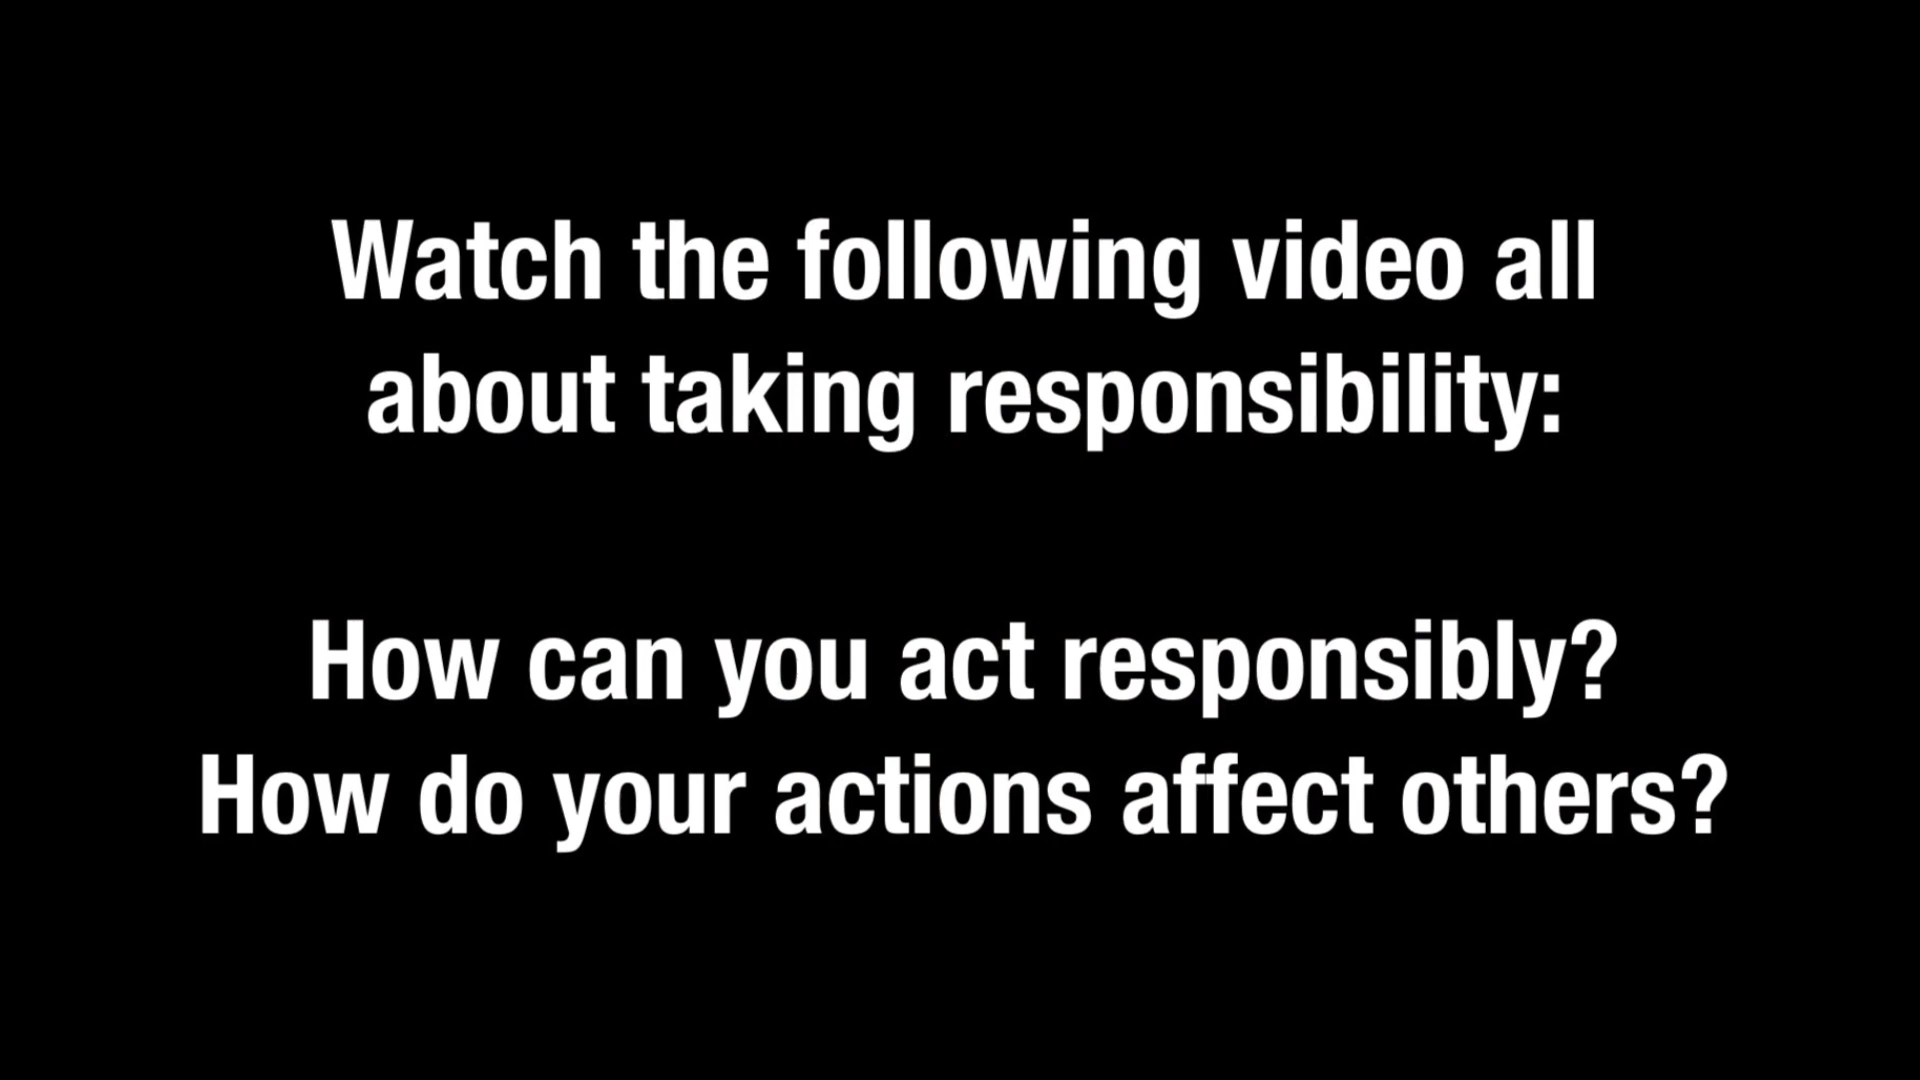 Watch the following video all
about taking responsibility:
How can you act responsibly?
How do your actions affect others?